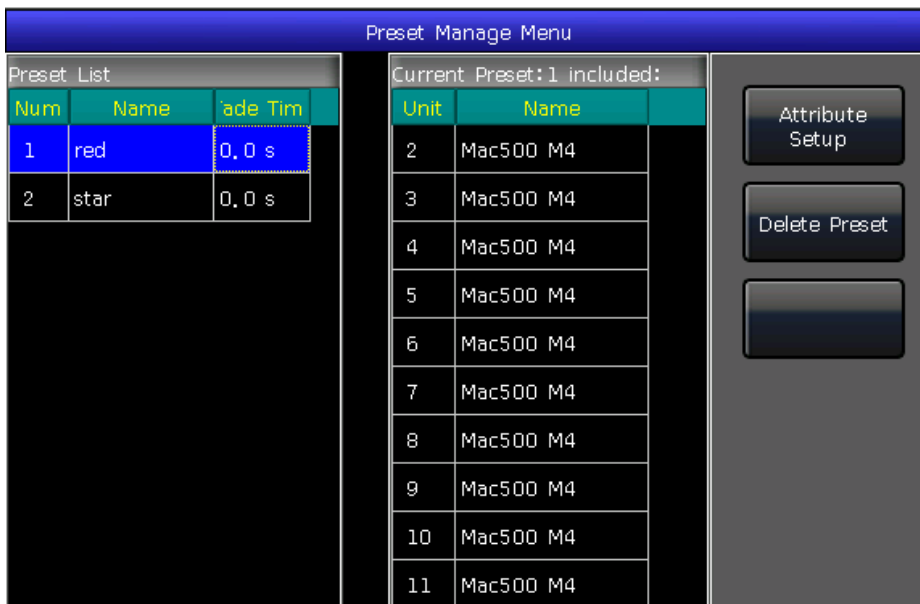 Preset Manage Menu
Preset List
Num Name ade Tim
1 red 0.0 s
2 star 0.0 s
Current Preset:1 included:
Unit Name
2 Mac500 M4
3 Mac500 M4
4 Mac500 M4
5 Mac500 M4
6 Mac500 M4
7 Mac500 M4
8 Mac500 M4
9 Mac500 M4
10 Mac500 M4
11 Mac500 M4
Attribute
Setup
Delete Preset